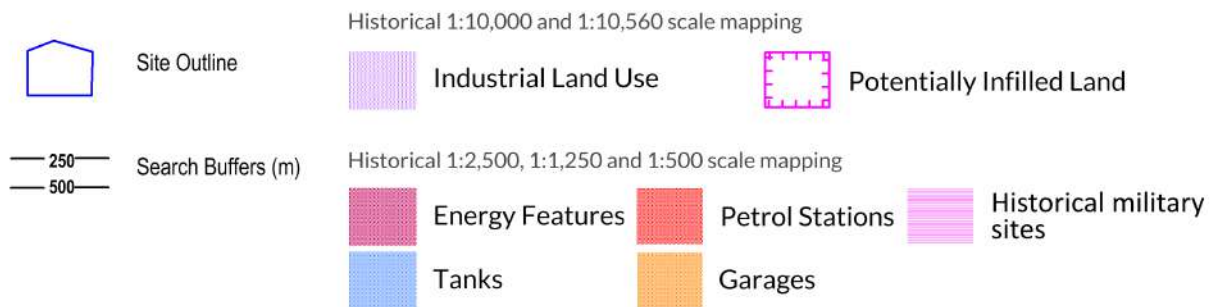 Historical 1:10,000 and 1:10,560 scale mapping
Site Outline
Industrial Land Use
Potentially Infilled Land
250
500
Search Buffers (m)
Historical 1:2,500, 1:1,250 and 1:500 scale mapping
Energy Features
Petrol Stations
Historical military
sites
Tanks
Garages